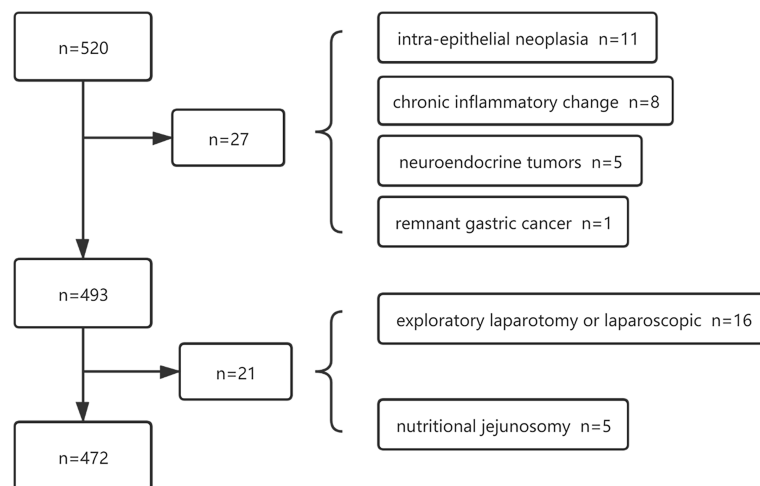 n=520
intra-epithelial neoplasia n=11
chronic inflammatory change n=8
n=27
neuroendocrine tumors n=5
remnant gastric cancer n=1
n=493
exploratory laparotomy or laparoscopic n=16
n=21
nutritional jejunosomy n=5
n=472